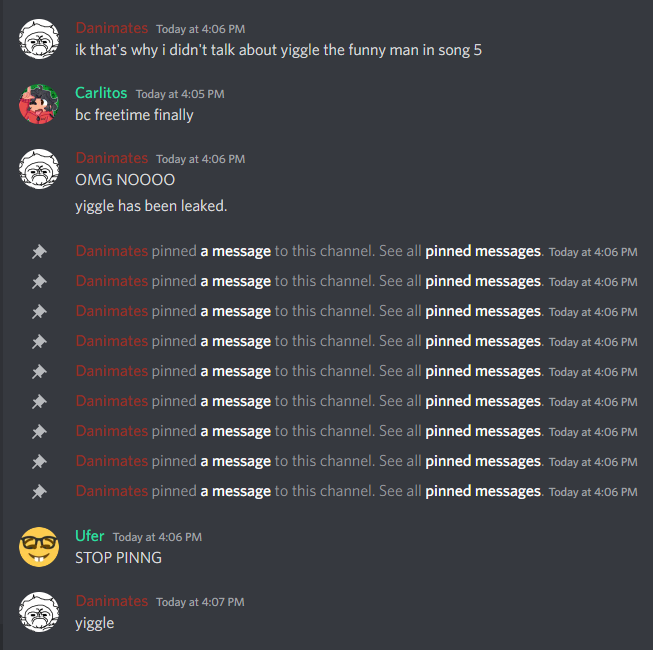 Danimates Today at 4:06 PM
ik that's why i didn't talk about yiggle the funny man in song 5
Carlitos Today at 4:05 PM
bc freetime finally
Danimates Today at 4:06 PM
OMG NOOOO
yiggle has been leaked.
Danimates pinned a message to this channel. See all pinned messages. Today at 4:06 PM
Danimates pinned a message to this channel. See all pinned messages. Today at 4:06 PM
Danimates pinned a message to this channel. See all pinned messages. Today at 4:06 PM
Danimates pinned a message to this channel. See all pinned messages. Today at 4:06 PM
Danimates pinned a message to this channel. See all pinned messages. Today at 4:06 PM
Danimates pinned a message to this channel. See all pinned messages. Today at 4:06 PM
Danimates pinned a message to this channel. See all pinned messages. Today at 4:06 PM
Danimates pinned a message to this channel. See all pinned messages. Today at 4:06 PM
Danimates pinned a message to this channel. See all pinned messages. Today at 4:06 PM
Ufer Today at 4:06 PM
STOP PINNG
Danimates Today at 4:07 PM
yiggle